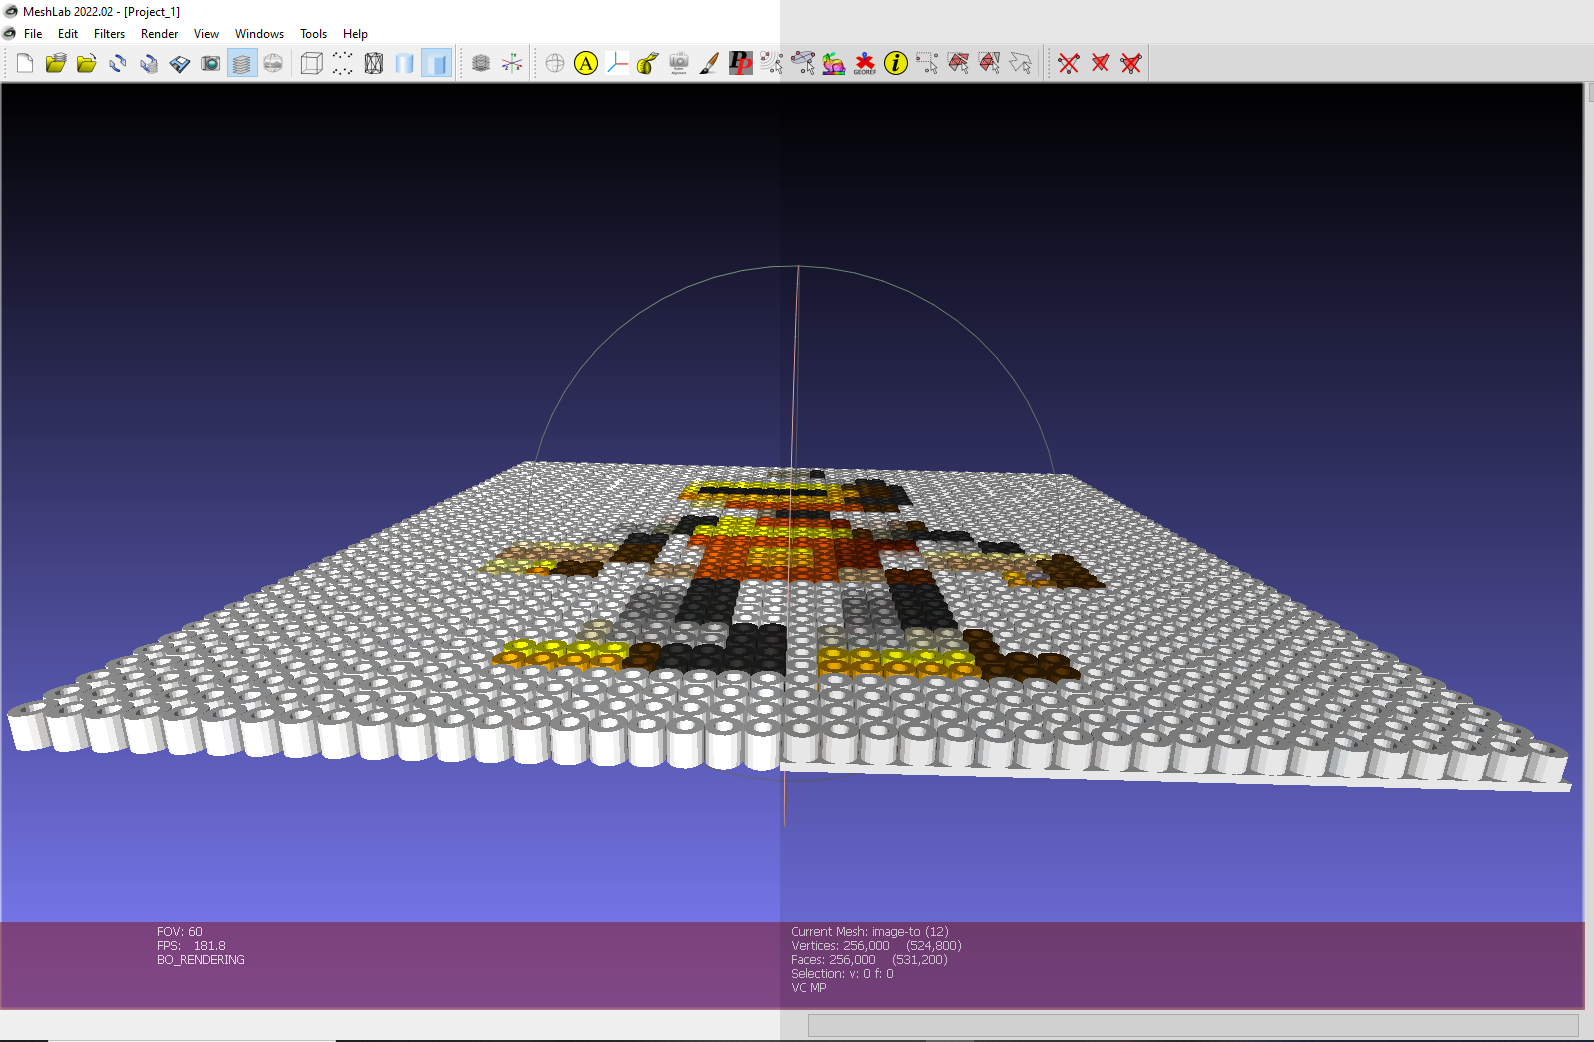 MeshLab 2022.02 - [Project_1]
File Edit Filters Render View Windows Tools Help
A
PP
GEOREF
i
FOV: 60
FPS: 181.8
BO_RENDERING
Current Mesh: image-to (12)
Vertices: 256,000 (524,800)
Faces: 256,000 (531,200)
Selection: v: 0 f: 0
VC MP